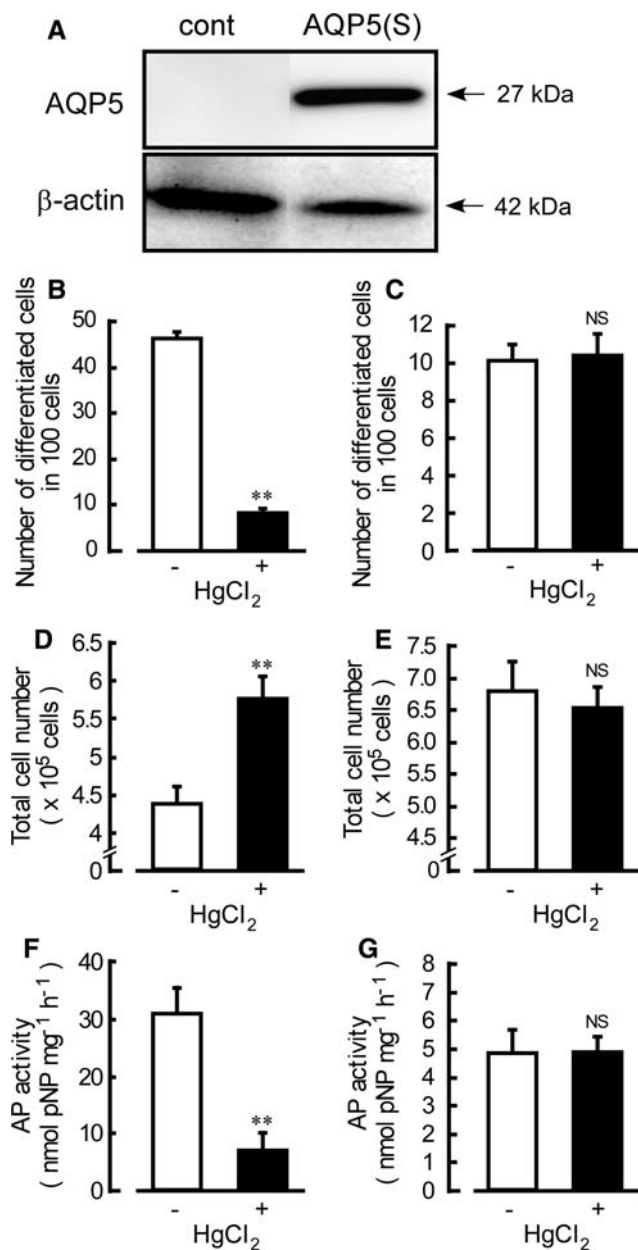 A
cont
AQP5(S)
AQP5
27 kDa
β-actin
42 kDa
B
Number of differentiated cells
in 100 cells
50
40
30
20
10
0
**
- +
HgCl₂
C
Number of differentiated cells
in 100 cells
12
10
8
6
4
2
0
NS
- +
HgCl₂
D
Total cell number
( x 10⁵ cells )
6.5
6
5.5
5
4.5
4
0
**
- +
HgCl₂
E
Total cell number
( x 10⁵ cells )
7.5
7.0
6.5
6.0
5.5
5.0
4.5
0
NS
- +
HgCl₂
F
AP activity
( nmol pNP mg⁻¹ h⁻¹ )
40
30
20
10
0
**
- +
HgCl₂
G
AP activity
( nmol pNP mg⁻¹ h⁻¹ )
8
7
6
5
4
3
2
1
0
NS
- +
HgCl₂